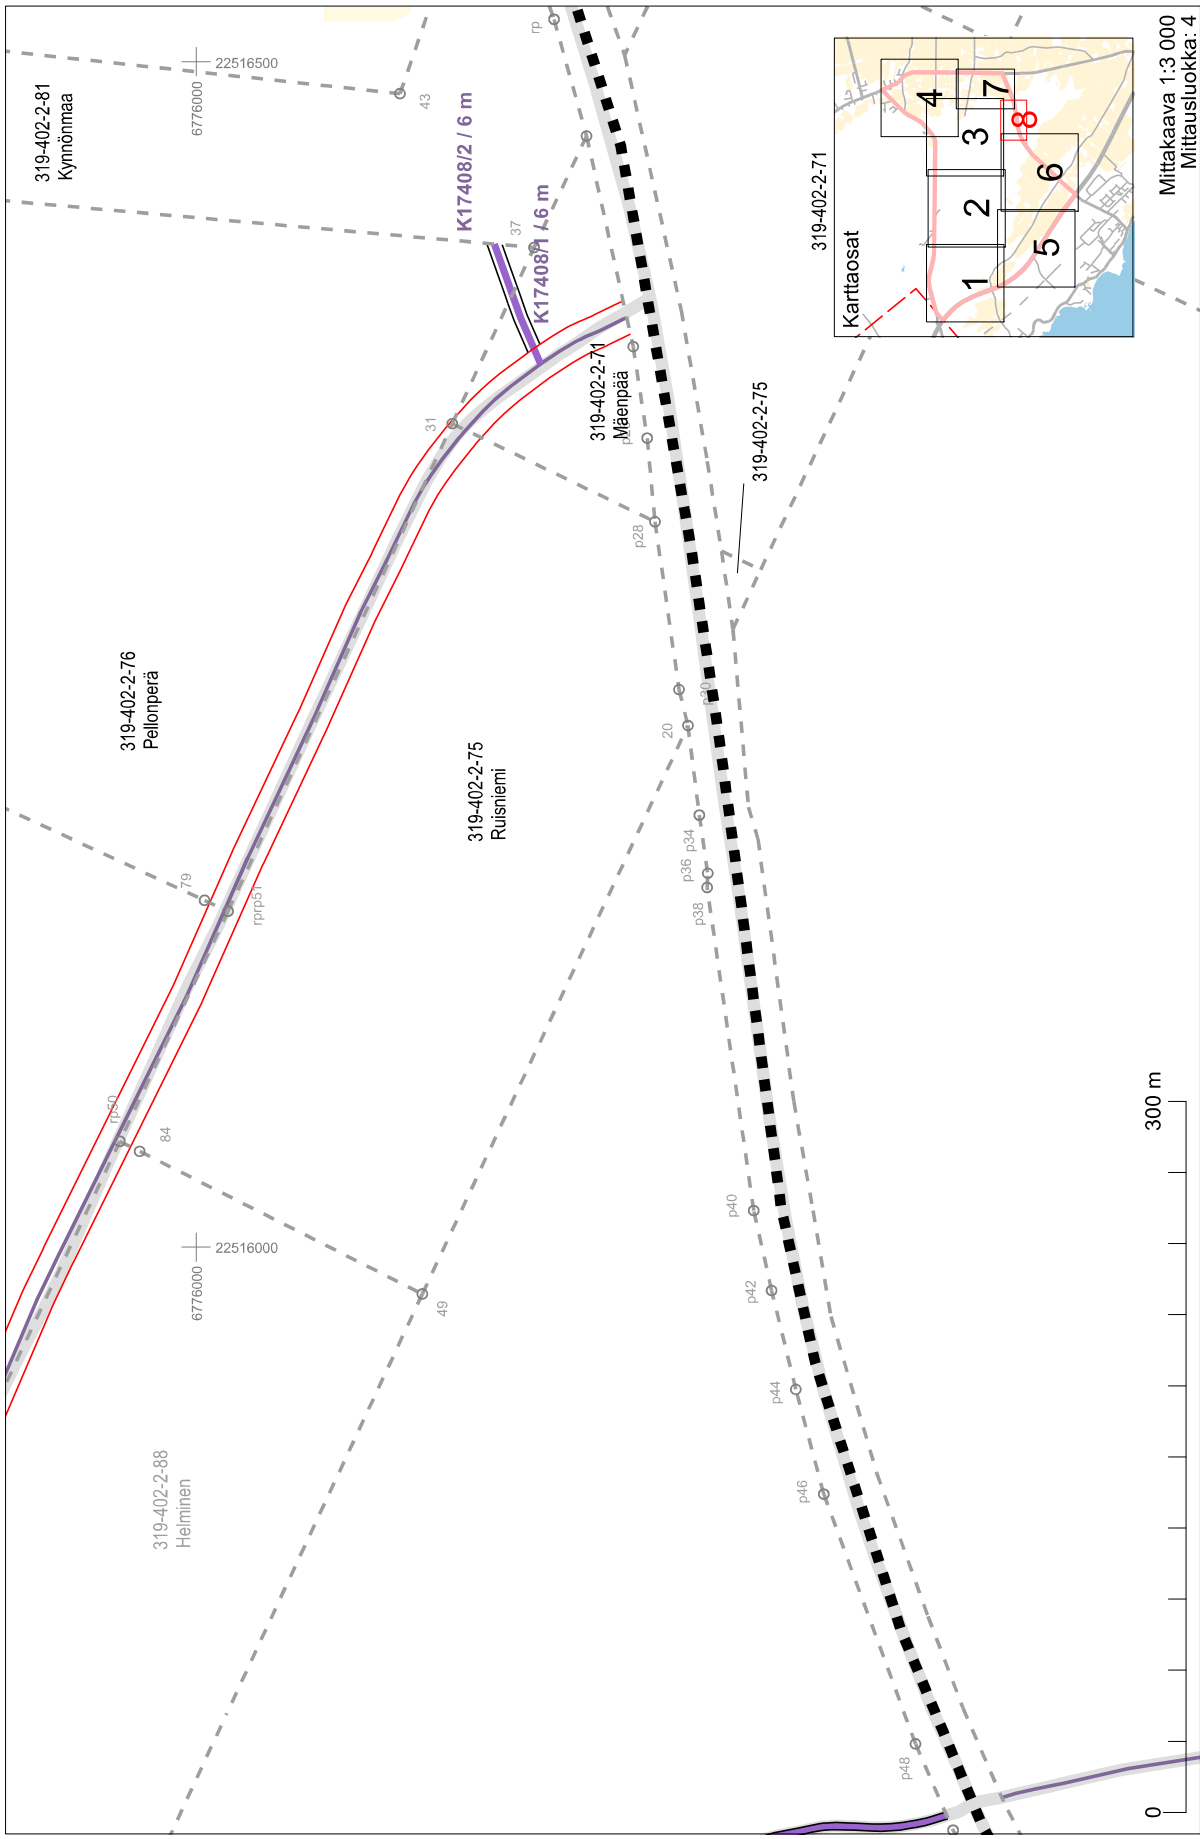 319-402-2-81
Kynnönmaa
6776000
22516500
43
rp
K17408/2 / 6 m
37
K17408/1 / 6 m
31
319-402-2-71
Mäenpää
p28
319-402-2-75
319-402-2-76
Pellonperä
319-402-2-75
Ruisniemi
20
p30
p34
p36
p38
79
rprp51
rp50
84
6776000
22516000
49
p40
p42
p44
p46
p48
319-402-2-88
Helminen
319-402-2-71
Karttaosat
1
2
3
4
5
6
7
8
Mittakaava 1:3 000
Mittausluokka: 4
0
300 m